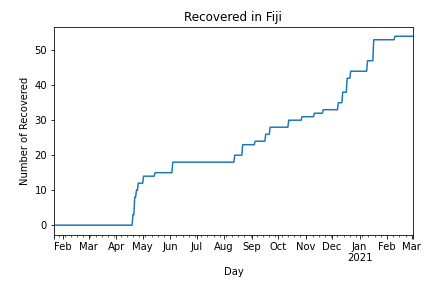 Recovered in Fiji
Number of Recovered
50
40
30
20
10
0
Feb Mar Apr May Jun Jul Aug Sep Oct Nov Dec Jan Feb Mar
2021
Day